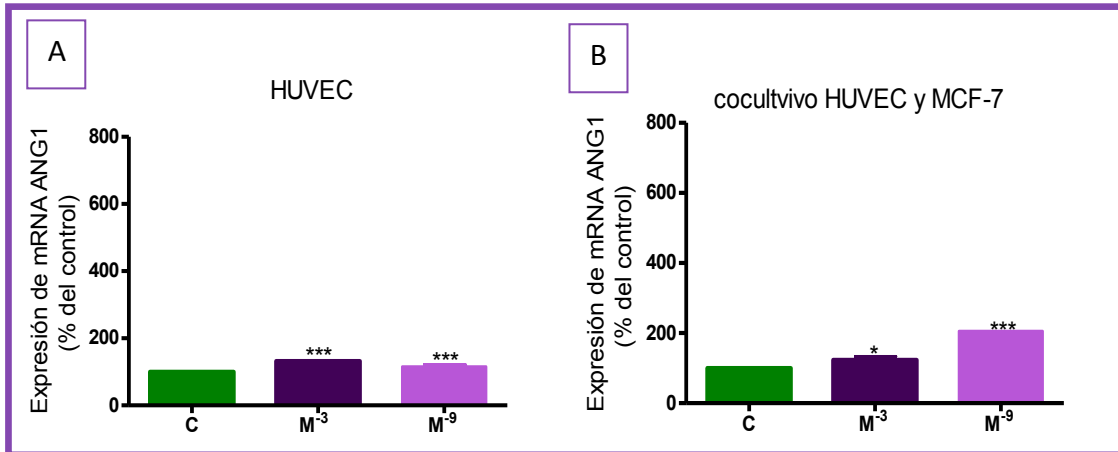 A
HUVEC
Expresión de mRNA ANG1
(% del control)
800
600
400
200
0
***
***
C
M-3
M-9
B
cocultvivo HUVEC y MCF-7
Expresión de mRNA ANG1
(% del control)
800
600
400
200
0
*
***
C
M-3
M-9